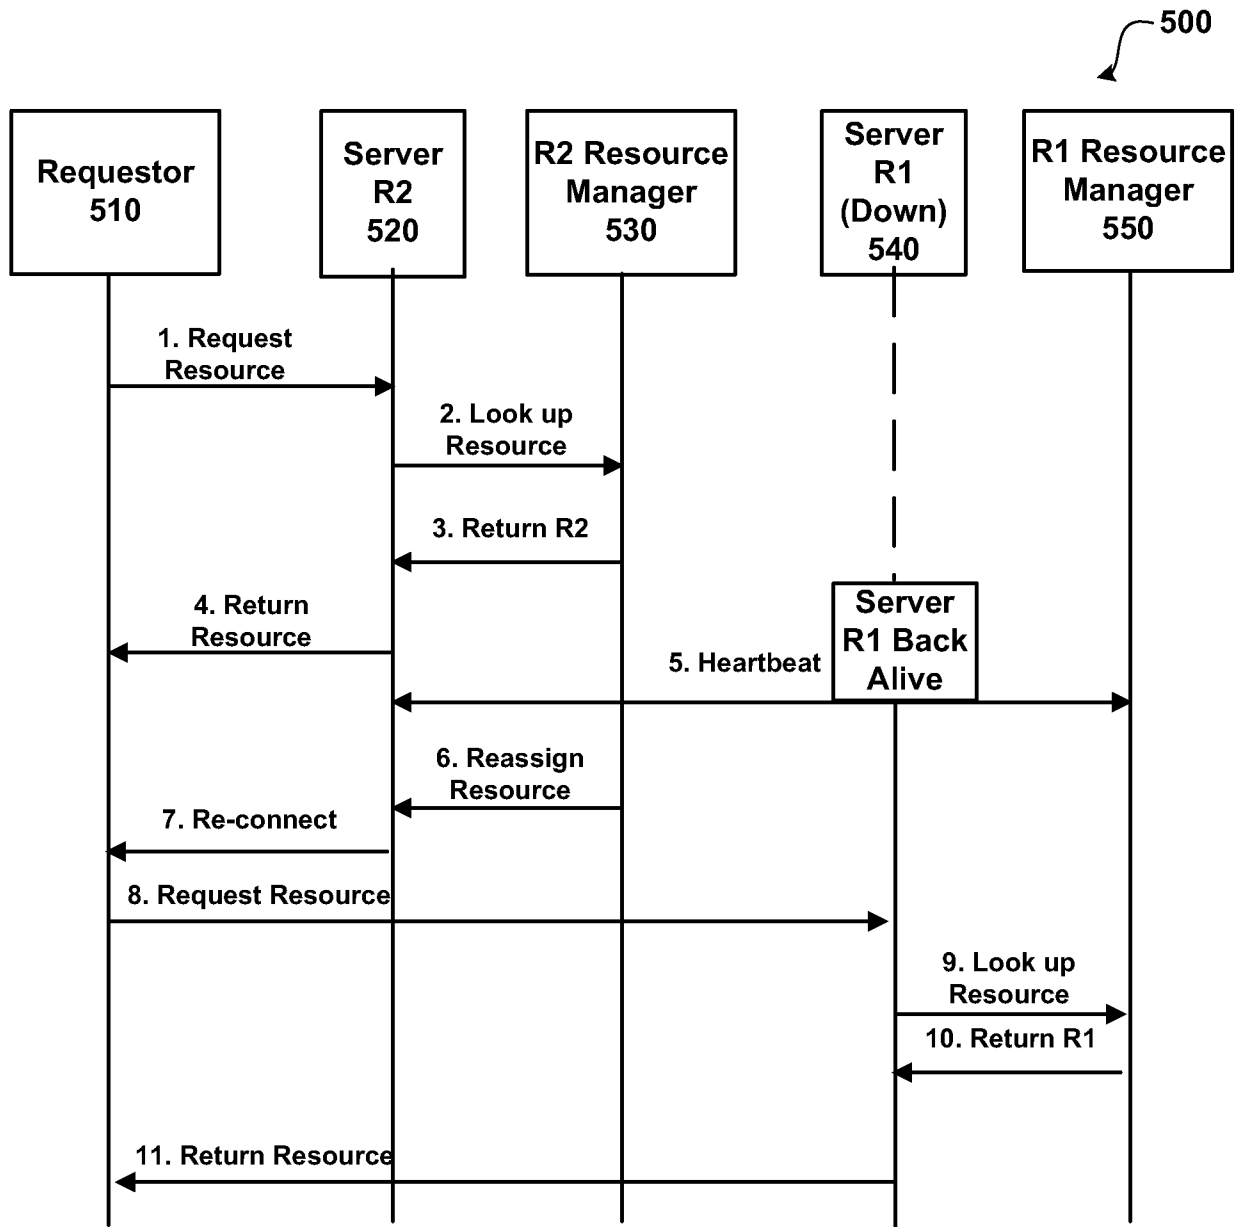 500
Requestor
510
Server
R2
520
R2 Resource
Manager
530
Server
R1
(Down)
540
R1 Resource
Manager
550
1. Request
Resource
2. Look up
Resource
3. Return R2
4. Return
Resource
Server
R1 Back
Alive
5. Heartbeat
6. Reassign
Resource
7. Re-connect
8. Request Resource
9. Look up
Resource
10. Return R1
11. Return Resource